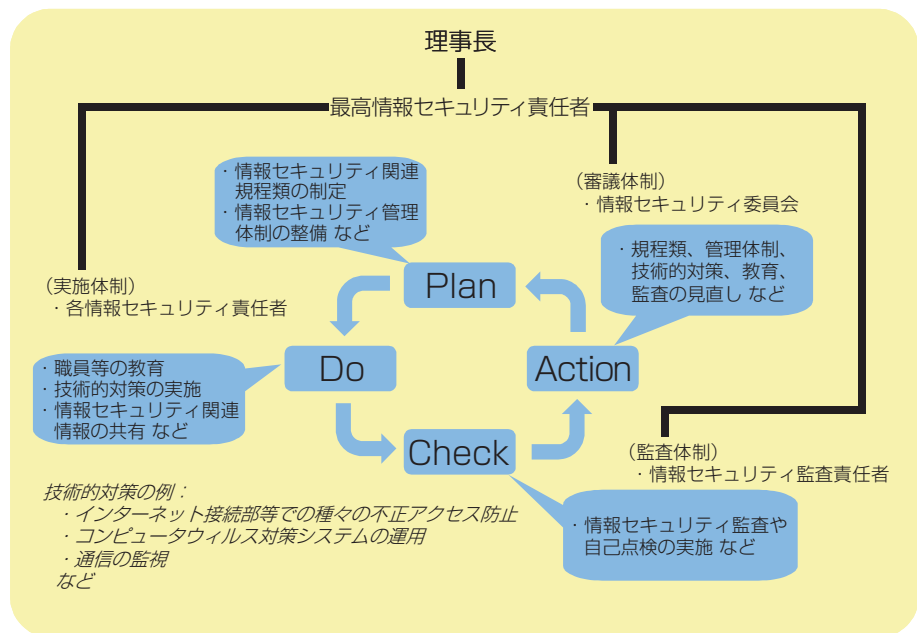 理事長
最高情報セキュリティ責任者
・情報セキュリティ関連
規程類の制定
・情報セキュリティ管理
体制の整備 など
（審議体制）
・情報セキュリティ委員会
・規程類、管理体制、
技術的対策、教育、
監査の見直し など
（実施体制）
・各情報セキュリティ責任者
Plan
Do
Action
Check
・職員等の教育
・技術的対策の実施
・情報セキュリティ関連
情報の共有 など
（監査体制）
・情報セキュリティ監査責任者
・情報セキュリティ監査や
自己点検の実施 など
技術的対策の例：
・インターネット接続部等での種々の不正アクセス防止
・コンピュータウィルス対策システムの運用
・通信の監視
など